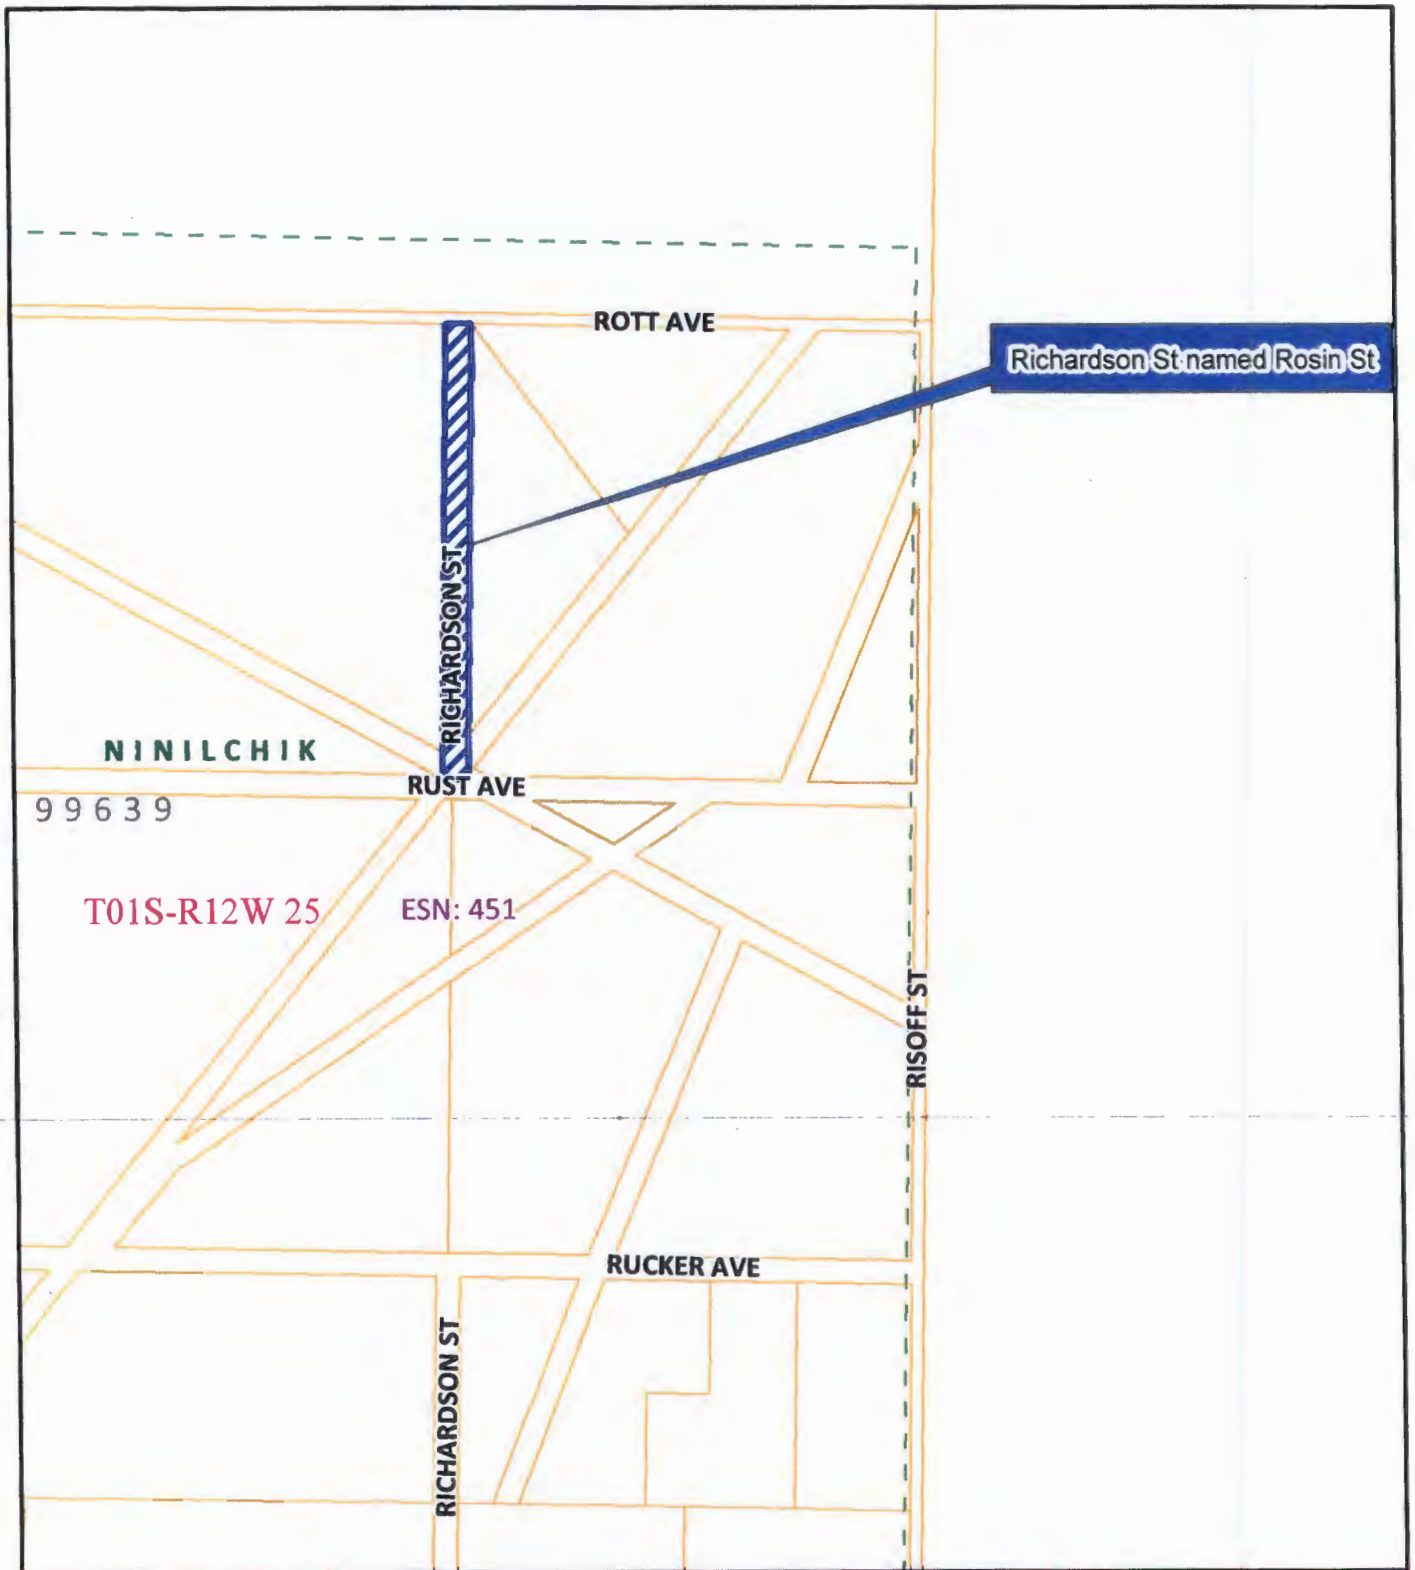 ROTT AVE
Richardson St named Rosin St
RICHARDSON ST
NINILCHIK
RUST AVE
99639
T01S-R12W 25
ESN: 451
RISOFF ST
RUCKER AVE
RICHARDSON ST